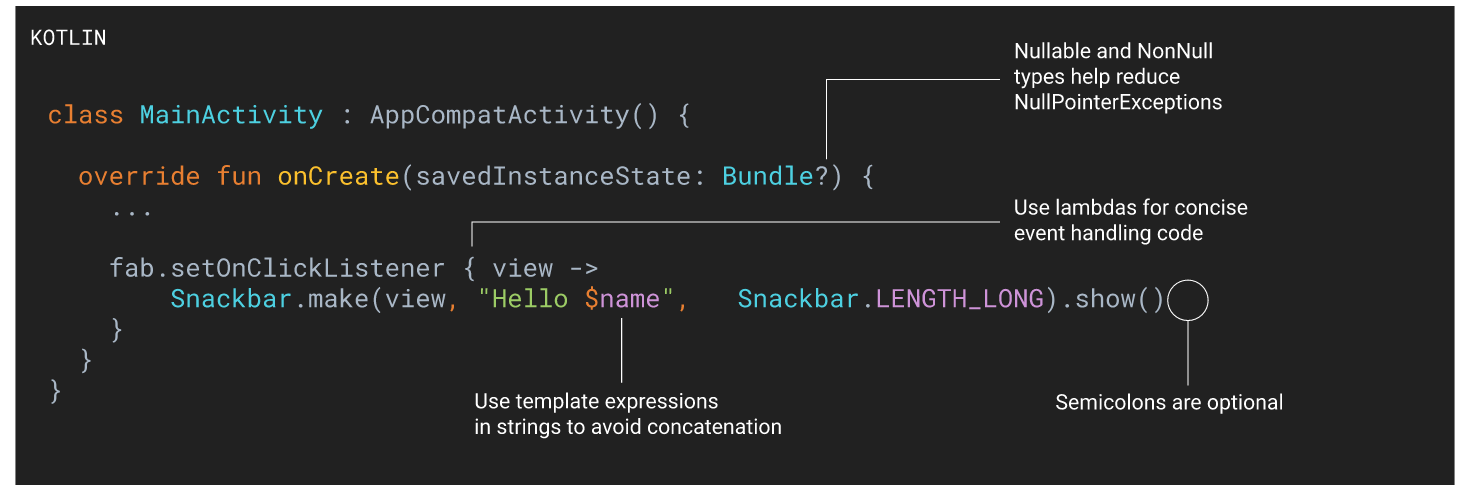 KOTLIN
Nullable and NonNull
types help reduce
NullPointerExceptions
class MainActivity : AppCompatActivity() {
override fun onCreate(savedInstanceState: Bundle?) {
...
Use lambdas for concise
event handling code
fab.setOnClickListener { view ->
Snackbar.make(view, "Hello $name", Snackbar.LENGTH_LONG).show()
}
}
}
Use template expressions
in strings to avoid concatenation
Semicolons are optional